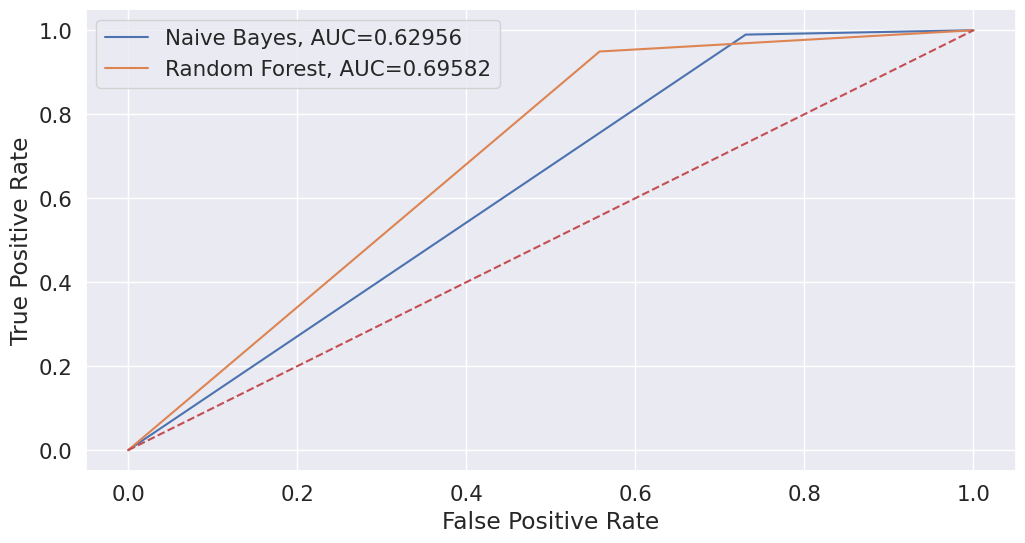 Naive Bayes, AUC=0.62956
Random Forest, AUC=0.69582
True Positive Rate
1.0
0.8
0.6
0.4
0.2
0.0
0.0 0.2 0.4 0.6 0.8 1.0
False Positive Rate